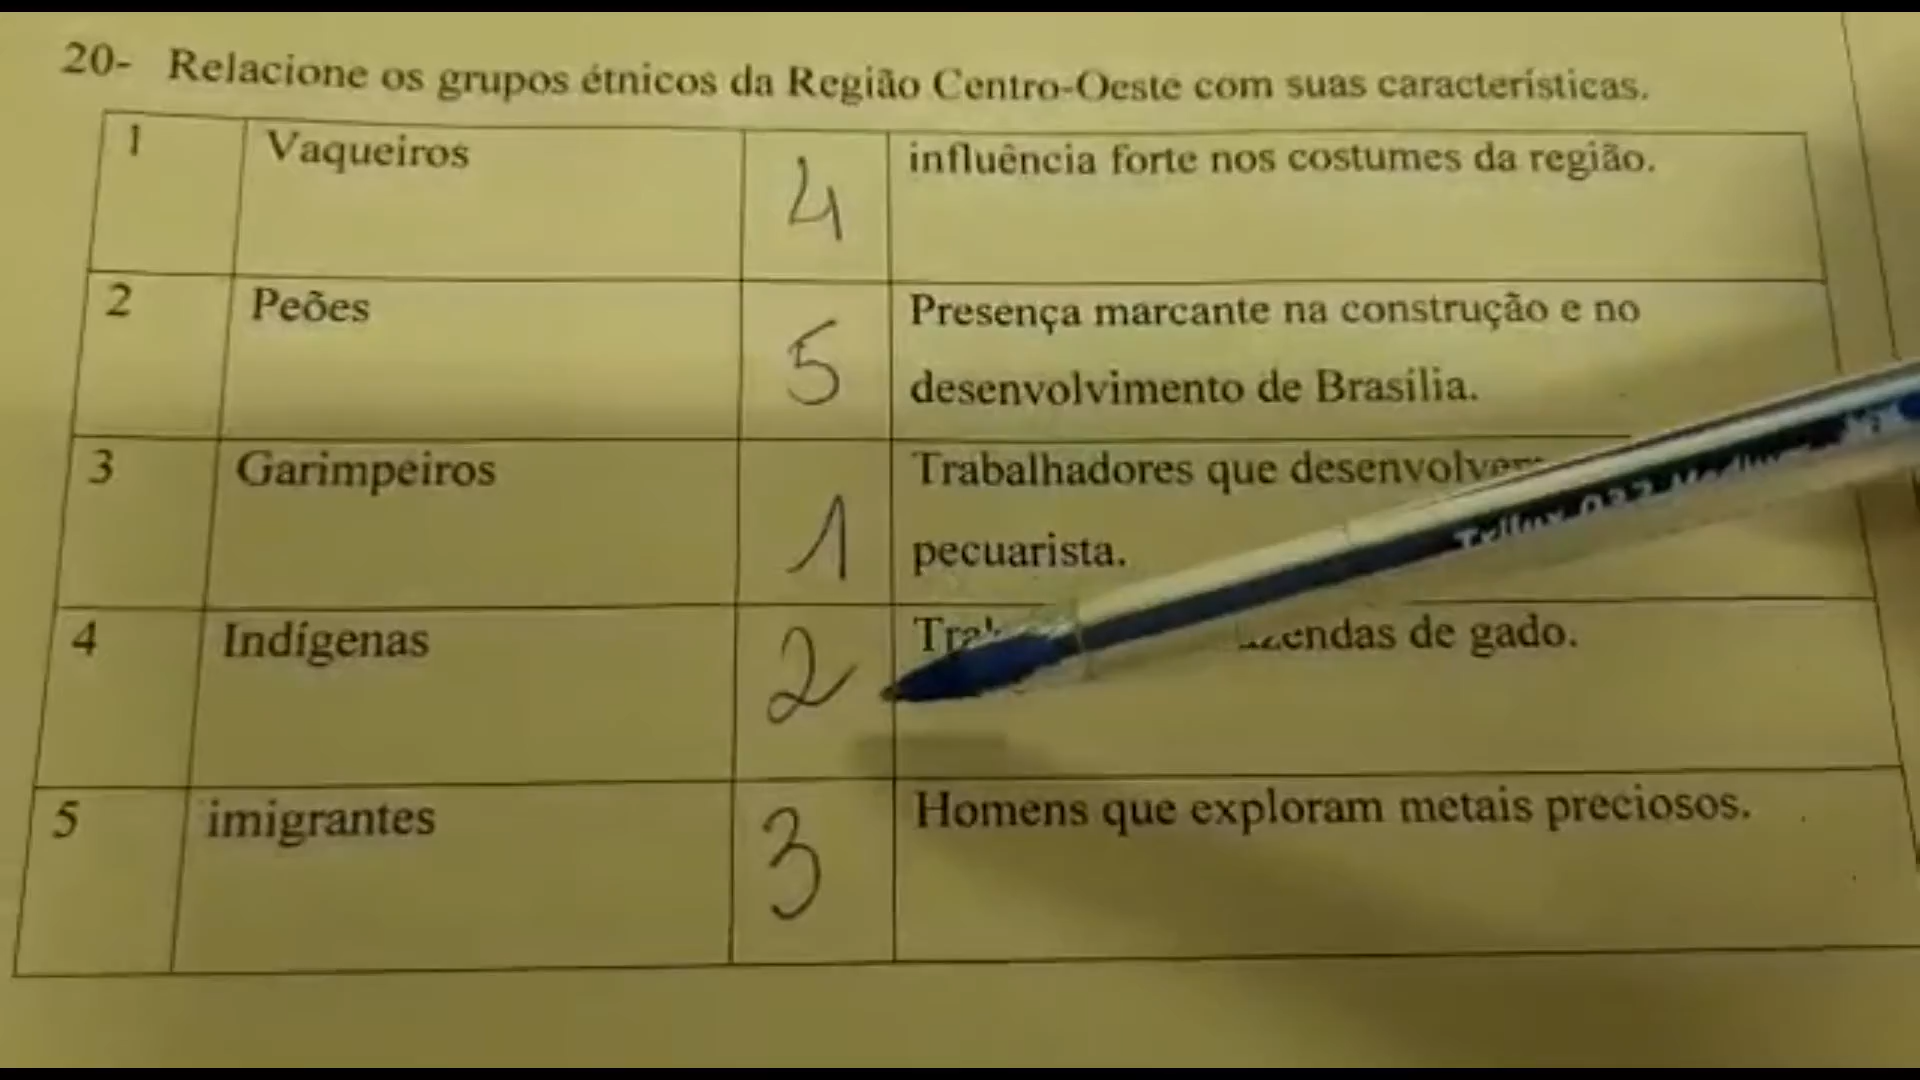 20- Relacione os grupos étnicos da Região Centro-Oeste com suas características.
1 Vaqueiros 4 influência forte nos costumes da região.
2 Peões 5 Presença marcante na construção e no
desenvolvimento de Brasília.
3 Garimpeiros 1 Trabalhadores que desenvolvem
pecuarista.
4 Indígenas 2 de gado.
5 imigrantes 3 Homens que exploram metais preciosos.